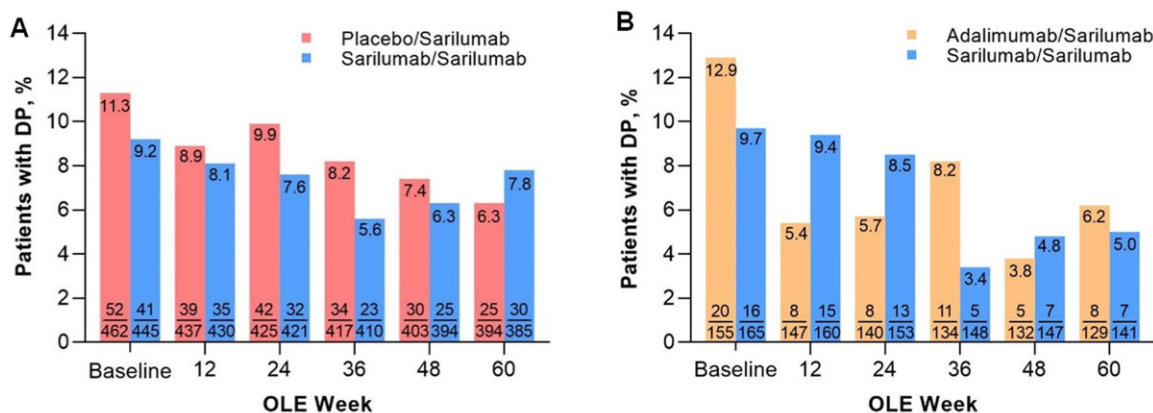 A
Patients with DP, %
14
12
10
8
6
4
2
0
Placebo/Sarilumab
Sarilumab/Sarilumab
11.3 9.2 8.9 8.1 9.9 7.6 8.2 5.6 7.4 6.3 6.3 7.8
52 41 39 35 42 32 34 23 30 25 25 30
462 445 437 430 425 421 417 410 403 394 394 385
Baseline 12 24 36 48 60
OLE Week
B
Patients with DP, %
14
12
10
8
6
4
2
0
Adalimumab/Sarilumab
Sarilumab/Sarilumab
12.9 9.7 5.4 9.4 5.7 8.5 8.2 3.4 3.8 4.8 6.2 5.0
20 16 8 15 8 13 11 5 5 7 8 7
155 165 147 160 140 153 134 148 132 147 129 141
Baseline 12 24 36 48 60
OLE Week